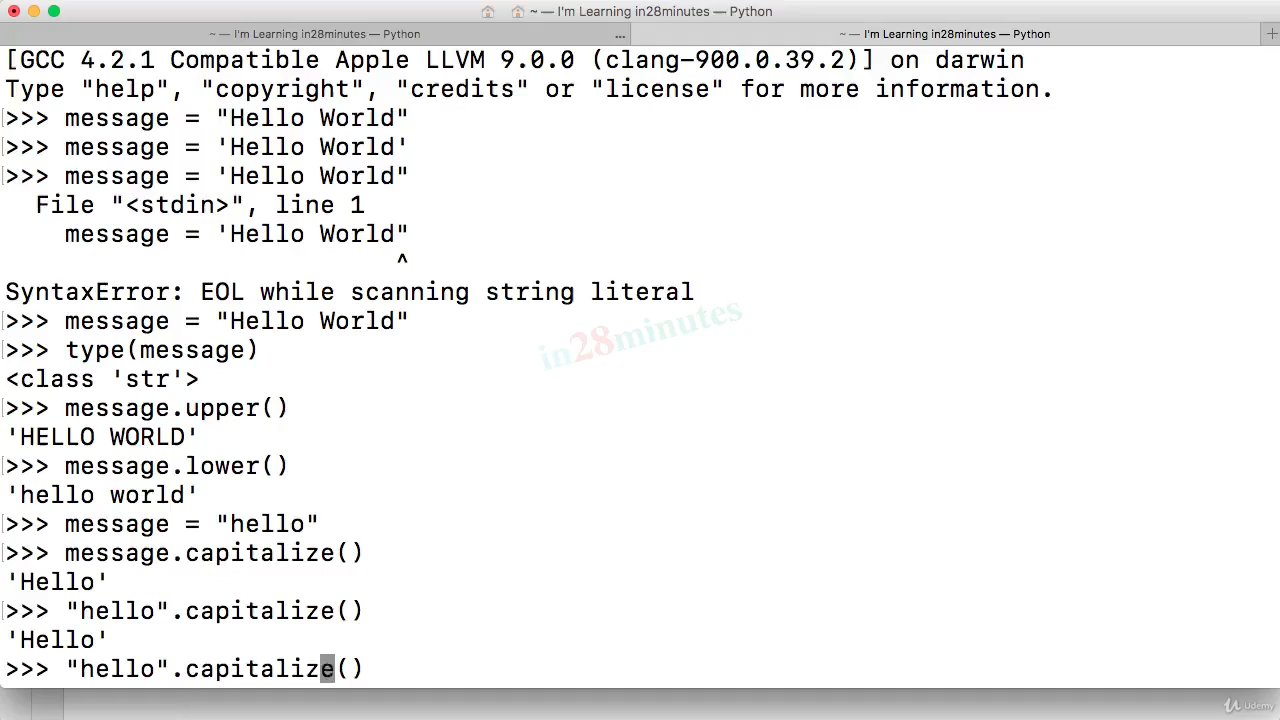 ~ — I'm Learning in28minutes — Python
~ — I'm Learning in28minutes — Python
...
~ — I'm Learning in28minutes — Python
+
[GCC 4.2.1 Compatible Apple LLVM 9.0.0 (clang-900.0.39.2)] on darwin
Type "help", "copyright", "credits" or "license" for more information.
>>> message = "Hello World"
>>> message = 'Hello World'
>>> message = 'Hello World"
  File "<stdin>", line 1
    message = 'Hello World"
                          ^
SyntaxError: EOL while scanning string literal
>>> message = "Hello World"
>>> type(message)
<class 'str'>
>>> message.upper()
'HELLO WORLD'
>>> message.lower()
'hello world'
>>> message = "hello"
>>> message.capitalize()
'Hello'
>>> "hello".capitalize()
'Hello'
>>> "hello".capitalize()
in28minutes
Udemy